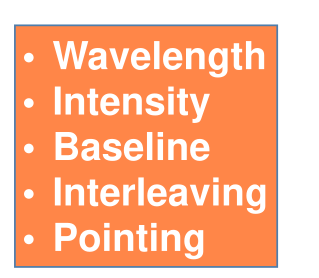 • Wavelength
• Intensity
• Baseline
• Interleaving
• Pointing